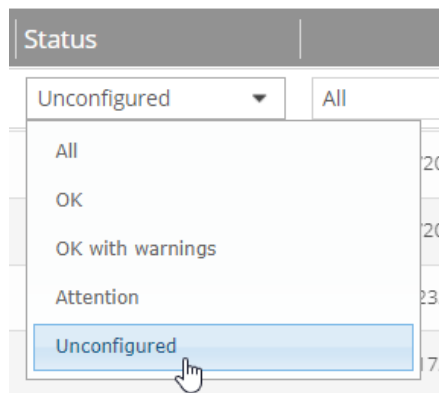 Status
Unconfigured
All
All
OK
OK with warnings
Attention
Unconfigured